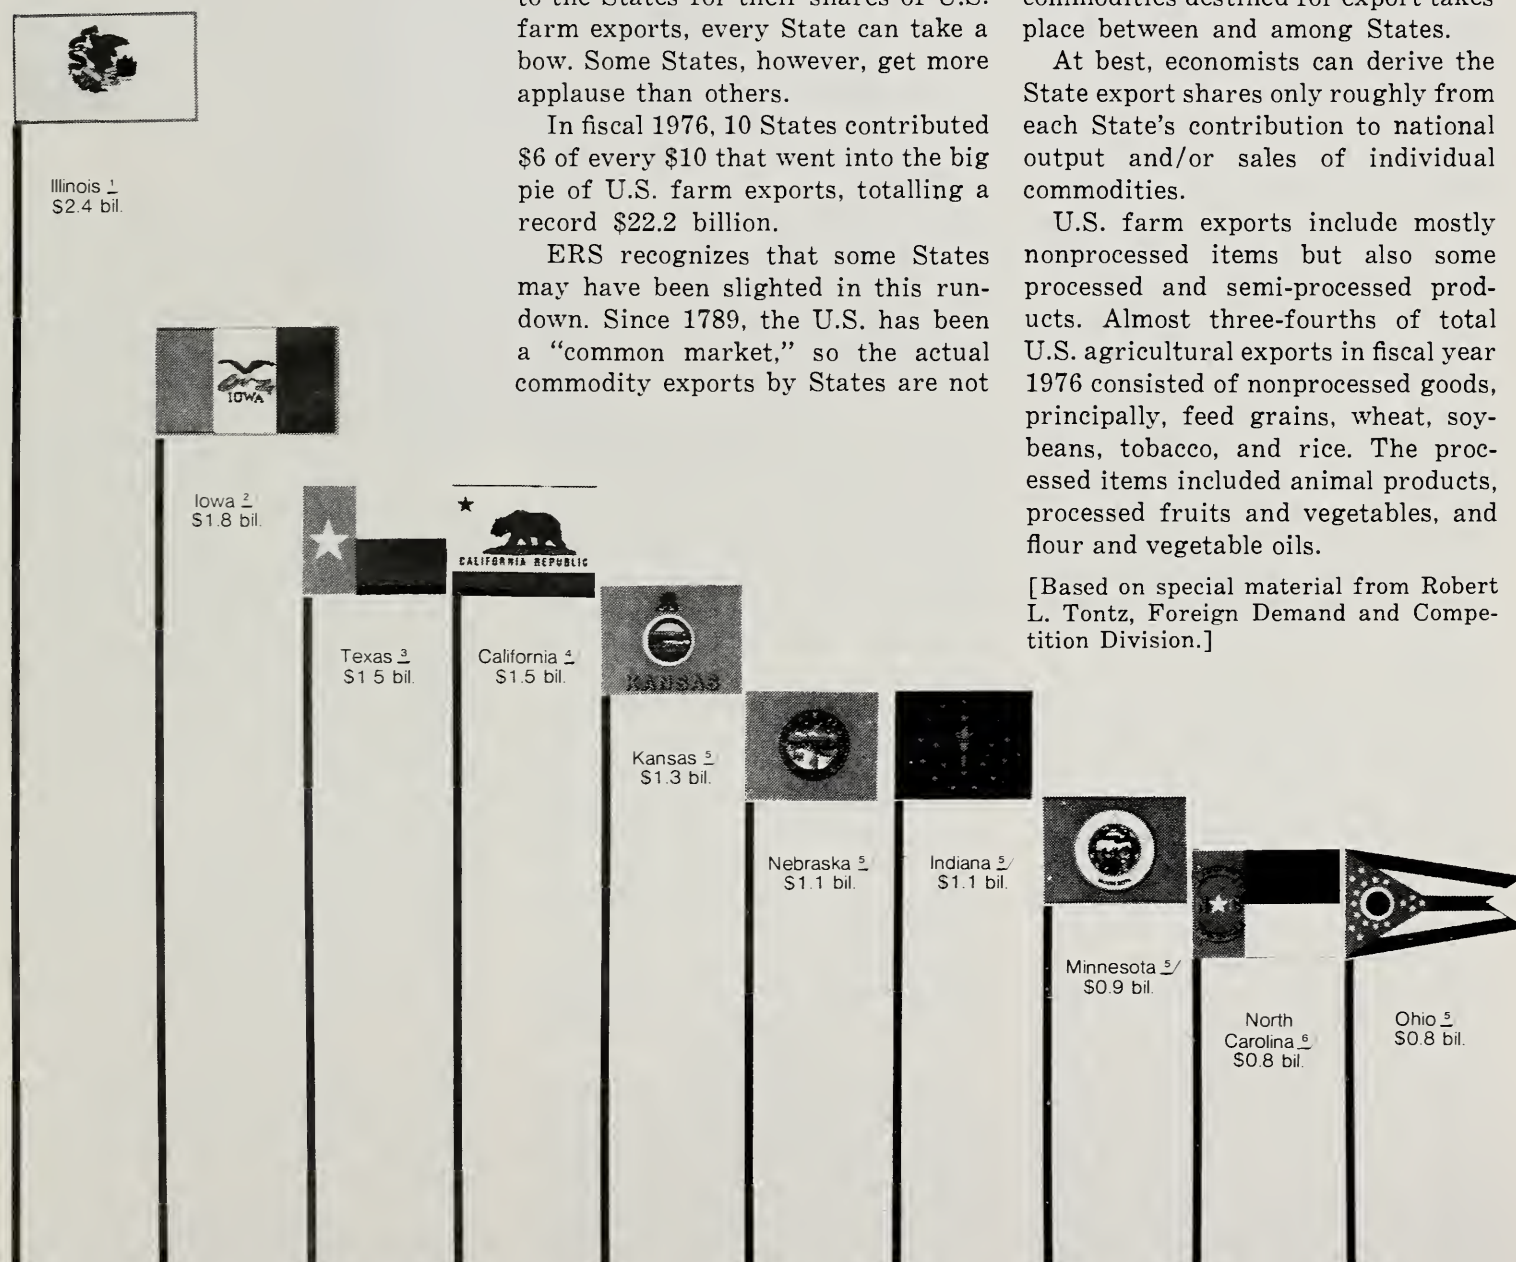 to the States for their shares of U.S.
farm exports, every State can take a
bow. Some States, however, get more
applause than others.
In fiscal 1976, 10 States contributed
$6 of every $10 that went into the big
pie of U.S. farm exports, totalling a
record $22.2 billion.
ERS recognizes that some States
may have been slighted in this run-
down. Since 1789, the U.S. has been
a “common market,” so the actual
commodity exports by States are not
commodities destined for export takes
place between and among States.
At best, economists can derive the
State export shares only roughly from
each State's contribution to national
output and/or sales of individual
commodities.
U.S. farm exports include mostly
nonprocessed items but also some
processed and semi-processed prod-
ucts. Almost three-fourths of total
U.S. agricultural exports in fiscal year
1976 consisted of nonprocessed goods,
principally, feed grains, wheat, soy-
beans, tobacco, and rice. The proc-
essed items included animal products,
processed fruits and vegetables, and
flour and vegetable oils.
[Based on special material from Robert
L. Tontz, Foreign Demand and Compe-
tition Division.]
Illinois 1
$2.4 bil.
IOWA
Iowa 2/
$1.8 bil.
Texas 3/
$1 5 bil.
CALIFORNIA REPUBLIC
California 4/
$1.5 bil.
KANSAS
Kansas 5/
$1.3 bil.
Nebraska 5/
$1.1 bil.
Indiana 5/
$1.1 bil.
Minnesota 5/
$0.9 bil.
North
Carolina 6/
$0.8 bil.
Ohio 5
$0.8 bil.